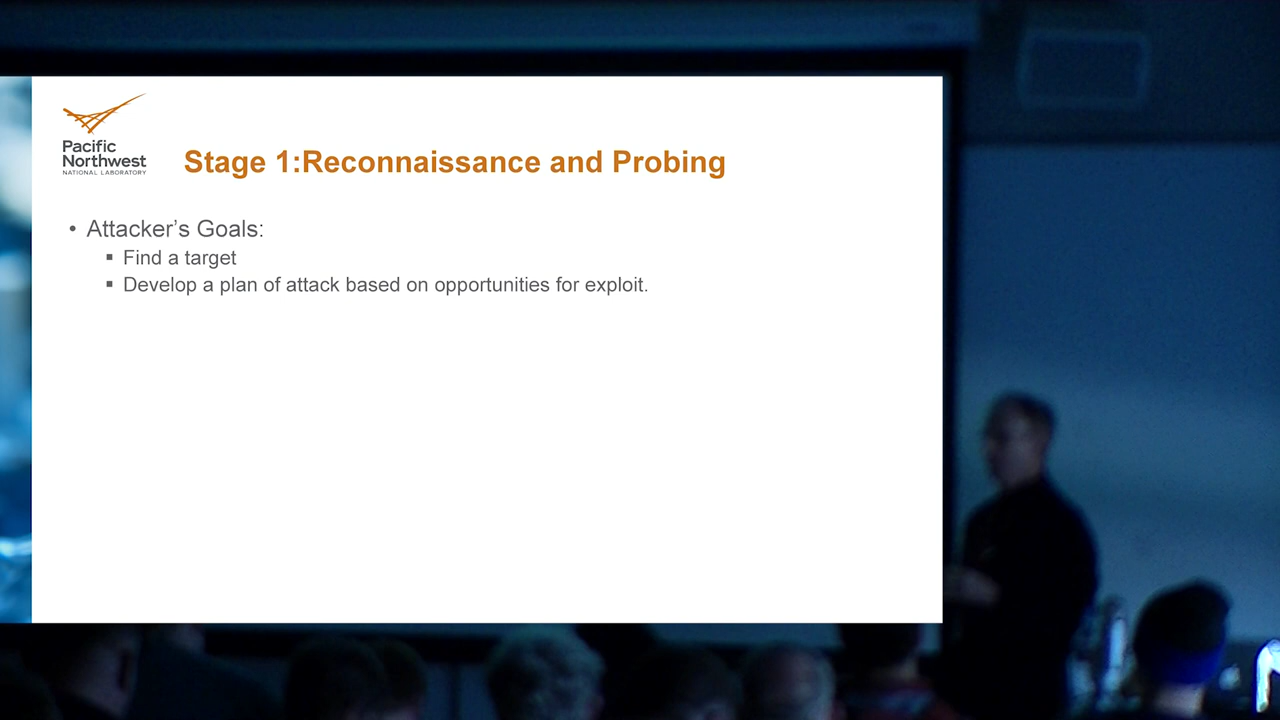 Pacific
Northwest
NATIONAL LABORATORY
Stage 1:Reconnaissance and Probing
• Attacker’s Goals:
▪ Find a target
▪ Develop a plan of attack based on opportunities for exploit.